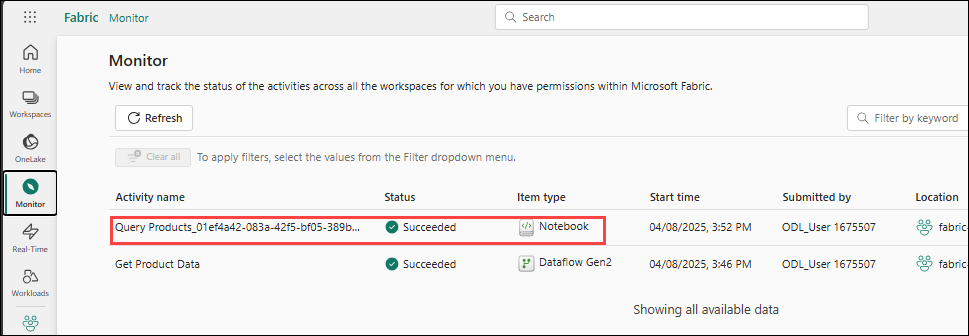 Fabric Monitor
Search
Home
Workspaces
OneLake
Monitor
Real-Time
Workloads
Monitor
View and track the status of the activities across all the workspaces for which you have permissions within Microsoft Fabric.
Refresh
Filter by keyword
Clear all To apply filters, select the values from the Filter dropdown menu.
Activity name Status Item type Start time Submitted by Location
Query Products_01ef4a42-083a-42f5-bf05-389b... Succeeded Notebook 04/08/2025, 3:52 PM ODL_User 1675507 fabric-
Get Product Data Succeeded Dataflow Gen2 04/08/2025, 3:46 PM ODL_User 1675507 fabric-
Showing all available data